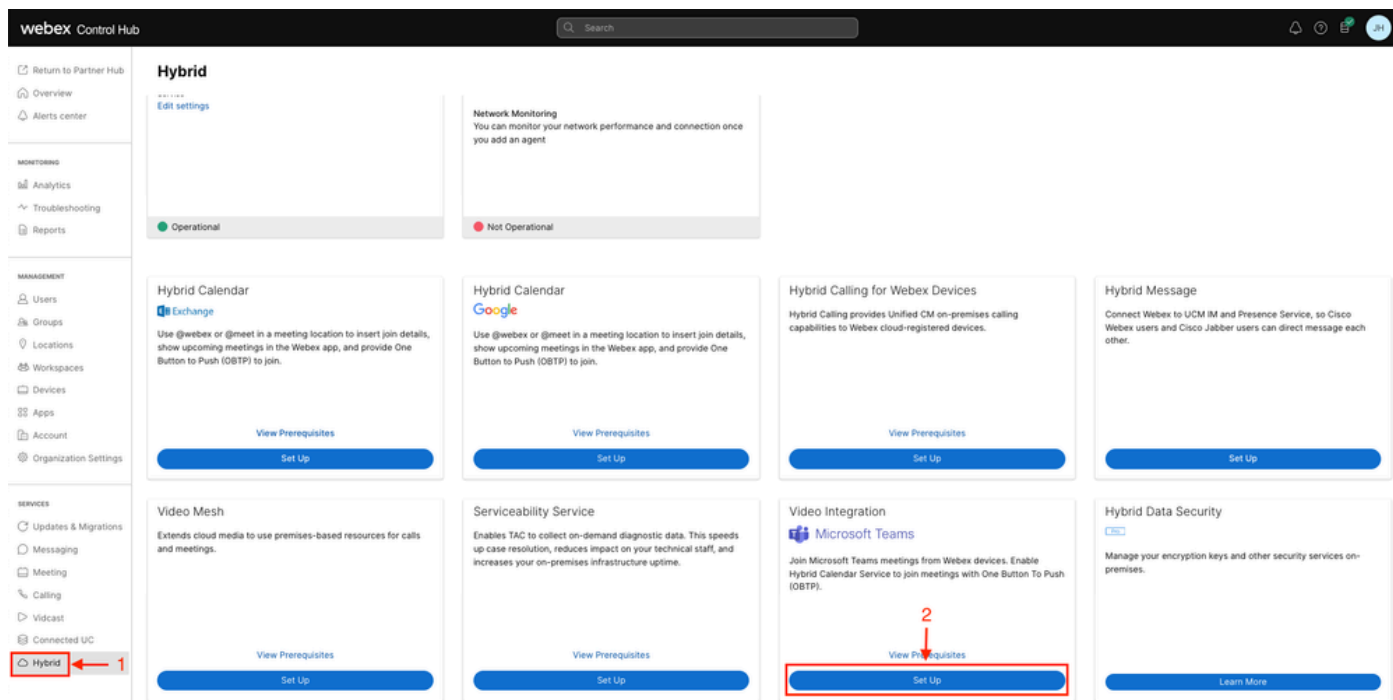 webex Control Hub
Search
JH
Return to Partner Hub
Overview
Alerts center
MONITORING
Analytics
Troubleshooting
Reports
MANAGEMENT
Users
Groups
Locations
Workspaces
Devices
Apps
Account
Organization Settings
SERVICES
Updates & Migrations
Messaging
Meeting
Calling
Vidcast
Connected UC
Hybrid
1
Hybrid
Edit settings
Operational
Network Monitoring
You can monitor your network performance and connection once
you add an agent
Not Operational
Hybrid Calendar
Exchange
Use @webex or @meet in a meeting location to insert join details,
show upcoming meetings in the Webex app, and provide One
Button to Push (OBTP) to join.
View Prerequisites
Set Up
Hybrid Calendar
Google
Use @webex or @meet in a meeting location to insert join details,
show upcoming meetings in the Webex app, and provide One
Button to Push (OBTP) to join.
View Prerequisites
Set Up
Hybrid Calling for Webex Devices
Hybrid Calling provides Unified CM on-premises calling
capabilities to Webex cloud-registered devices.
View Prerequisites
Set Up
Hybrid Message
Connect Webex to UCM IM and Presence Service, so Cisco
Webex users and Cisco Jabber users can direct message each
other.
Set Up
Video Mesh
Extends cloud media to use premises-based resources for calls
and meetings.
View Prerequisites
Set Up
Serviceability Service
Enables TAC to collect on-demand diagnostic data. This speeds
up case resolution, reduces impact on your technical staff, and
increases your on-premises infrastructure uptime.
View Prerequisites
Set Up
Video Integration
Microsoft Teams
Join Microsoft Teams meetings from Webex devices. Enable
Hybrid Calendar Service to join meetings with One Button To Push
(OBTP).
2
View Prerequisites
Set Up
Hybrid Data Security
Pro
Manage your encryption keys and other security services on-
premises.
Learn More